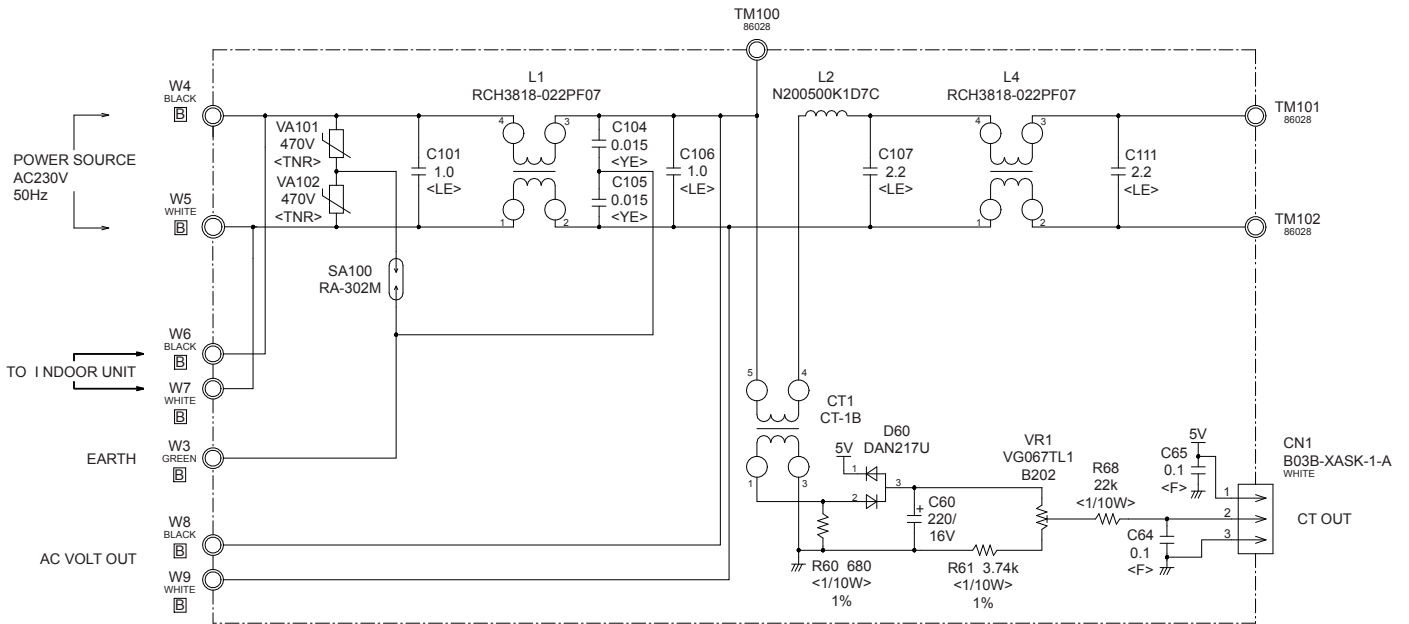 TM100
86028
W4
BLACK
B
L1
RCH3818-022PF07
4
3
1
2
L2
N200500K1D7C
L4
RCH3818-022PF07
4
3
1
2
TM101
86028
POWER SOURCE
AC230V
50Hz
VA101
470V
<TNR>
VA102
470V
<TNR>
C101
1.0
<LE>
C104
0.015
<YE>
C105
0.015
<YE>
C106
1.0
<LE>
C107
2.2
<LE>
C111
2.2
<LE>
W5
WHITE
B
TM102
86028
SA100
RA-302M
W6
BLACK
B
TO I NDOOR UNIT
W7
WHITE
B
5
4
1
3
CT1
CT-1B
EARTH
W3
GREEN
B
5V
D60
DAN217U
1
2
3
C60
220/
16V
+
VR1
VG067TL1
B202
R68
22k
<1/10W>
C65
0.1
<F>
5V
CN1
B03B-XASK-1-A
WHITE
1
2
3
CT OUT
C64
0.1
<F>
R60 680
<1/10W>
1%
R61 3.74k
<1/10W>
1%
W8
BLACK
B
AC VOLT OUT
W9
WHITE
B